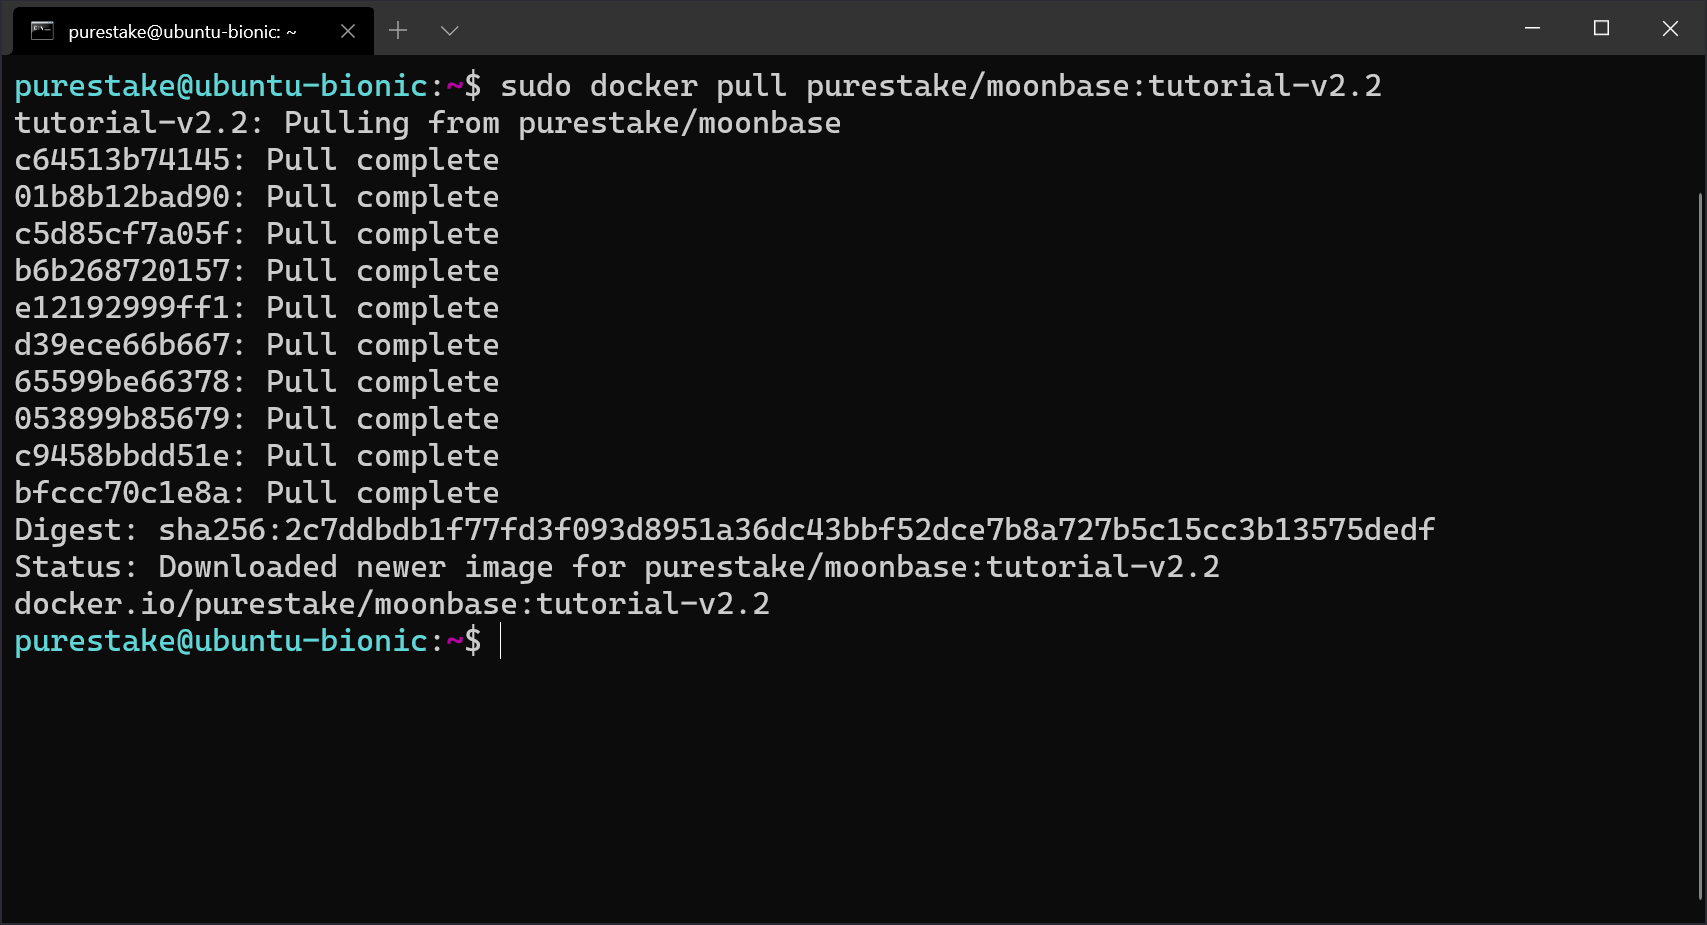 purestake@ubuntu-bionic: ~
purestake@ubuntu-bionic:~$ sudo docker pull purestake/moonbase:tutorial-v2.2
tutorial-v2.2: Pulling from purestake/moonbase
c64513b74145: Pull complete
01b8b12bad90: Pull complete
c5d85cf7a05f: Pull complete
b6b268720157: Pull complete
e12192999ff1: Pull complete
d39ece66b667: Pull complete
65599be66378: Pull complete
053899b85679: Pull complete
c9458bbdd51e: Pull complete
bfccc70c1e8a: Pull complete
Digest: sha256:2c7ddbdb1f77fd3f093d8951a36dc43bbf52dce7b8a727b5c15cc3b13575dedf
Status: Downloaded newer image for purestake/moonbase:tutorial-v2.2
docker.io/purestake/moonbase:tutorial-v2.2
purestake@ubuntu-bionic:~$